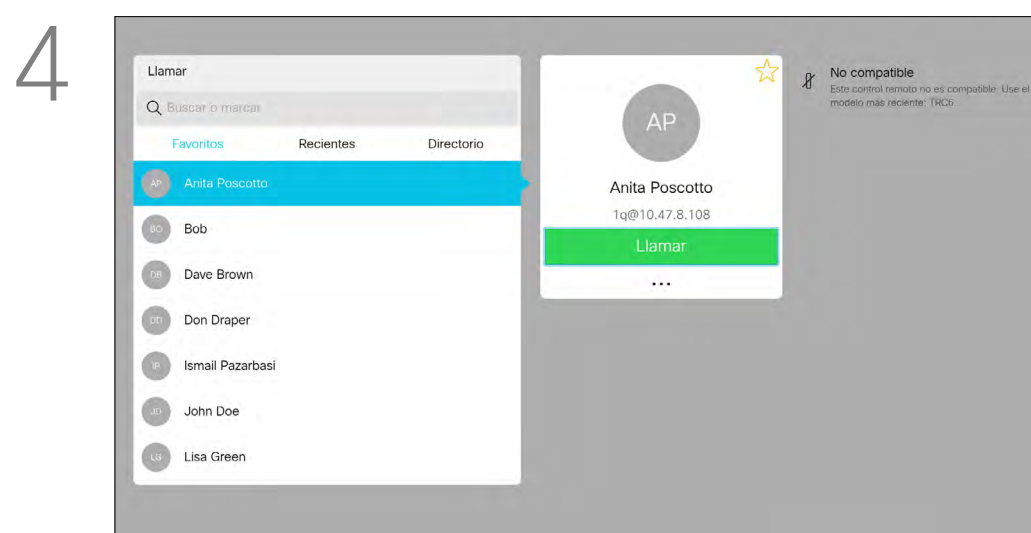 4
Llamar
Buscar o marcar
Favoritos Recientes Directorio
AP Anita Poscotto
BO Bob
DB Dave Brown
DD Don Draper
IP Ismail Pazarbasi
JD John Doe
LG Lisa Green
AP
Anita Poscotto
1q@10.47.8.108
Llamar
...
No compatible
Este control remoto no es compatible. Use el
modelo más reciente: TRC6